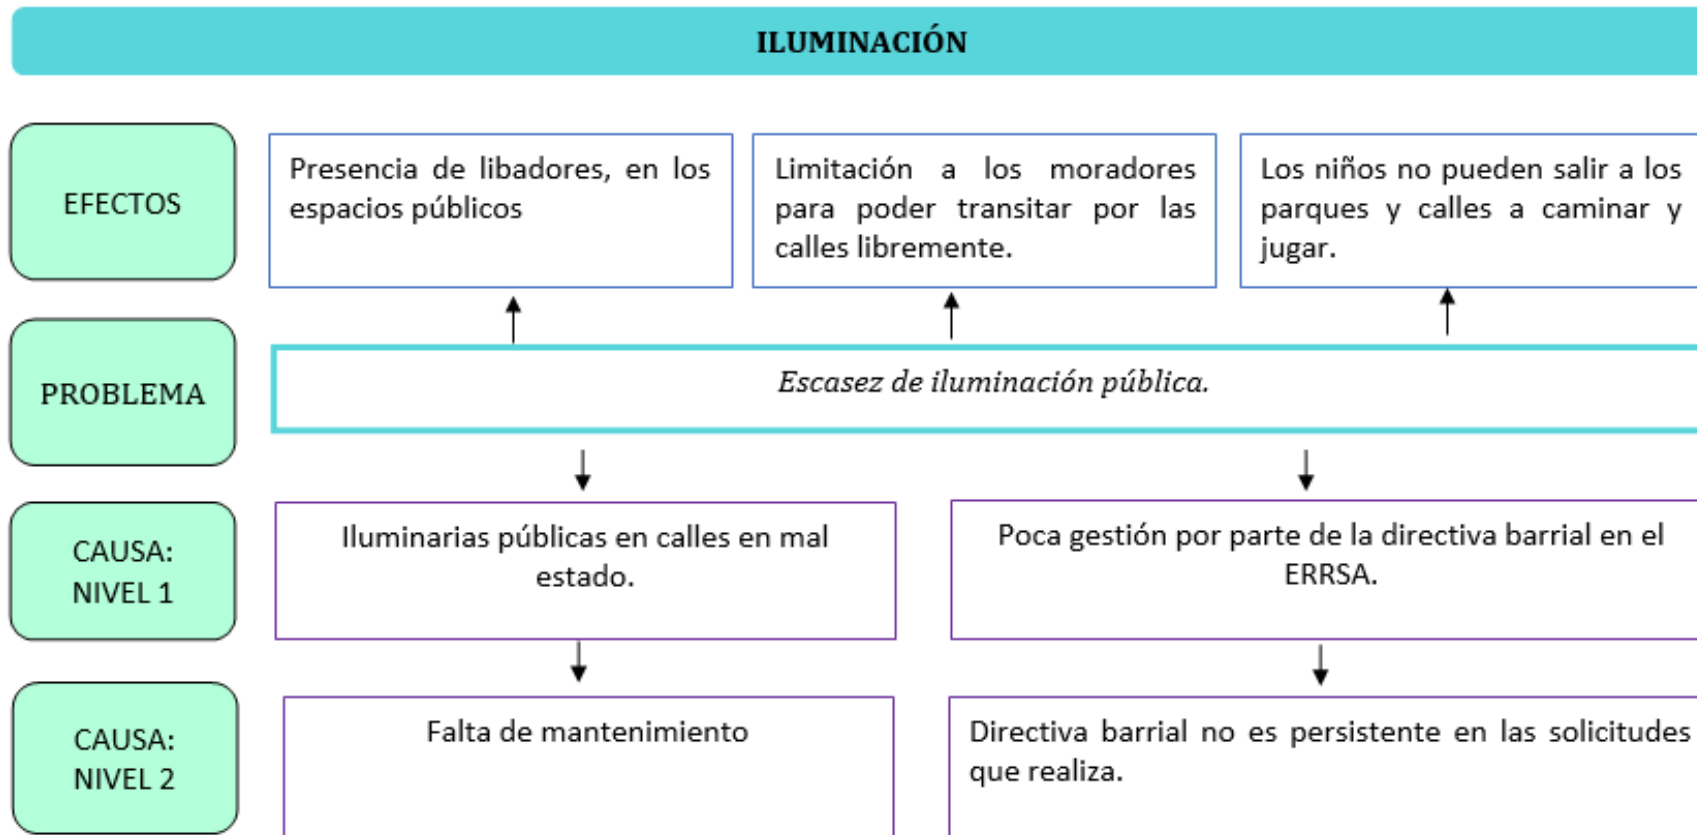 ILUMINACIÓN
EFECTOS
Presencia de libadores, en los
espacios públicos
Limitación a los moradores
para poder transitar por las
calles libremente.
Los niños no pueden salir a los
parques y calles a caminar y
jugar.
PROBLEMA
Escasez de iluminación pública.
CAUSA:
NIVEL 1
Iluminarias públicas en calles en mal
estado.
Poca gestión por parte de la directiva barrial en el
ERRSA.
CAUSA:
NIVEL 2
Falta de mantenimiento
Directiva barrial no es persistente en las solicitudes
que realiza.